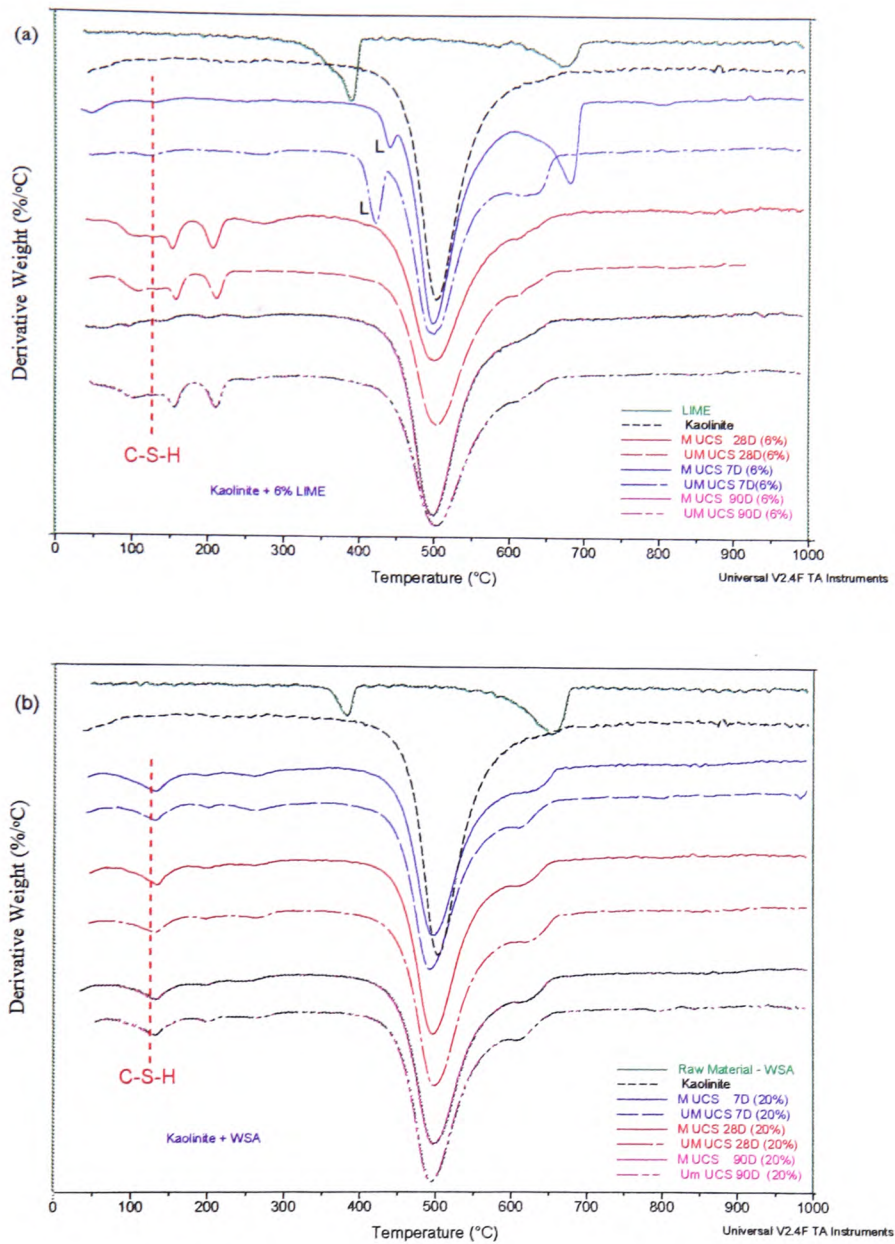 (a)
Derivative Weight (%/°C)
L
L
C-S-H
Kaolinite + 6% LIME
LIME
Kaolinite
M UCS 28D (6%)
UM UCS 28D(6%)
M UCS 7D (6%)
UM UCS 7D(6%)
M UCS 90D (6%)
UM UCS 90D (6%)
0 100 200 300 400 500 600 700 800 900 1000
Temperature (°C)
Universal V2.4F TA Instruments
(b)
Derivative Weight (%/°C)
C-S-H
Kaolinite + WSA
Raw Material - WSA
Kaolinite
M UCS 7D (20%)
UM UCS 7D (20%)
M UCS 28D (20%)
UM UCS 28D (20%)
M UCS 90D (20%)
Um UCS 90D (20%)
0 100 200 300 400 500 600 700 800 900 1000
Temperature (°C)
Universal V2.4F TA Instruments